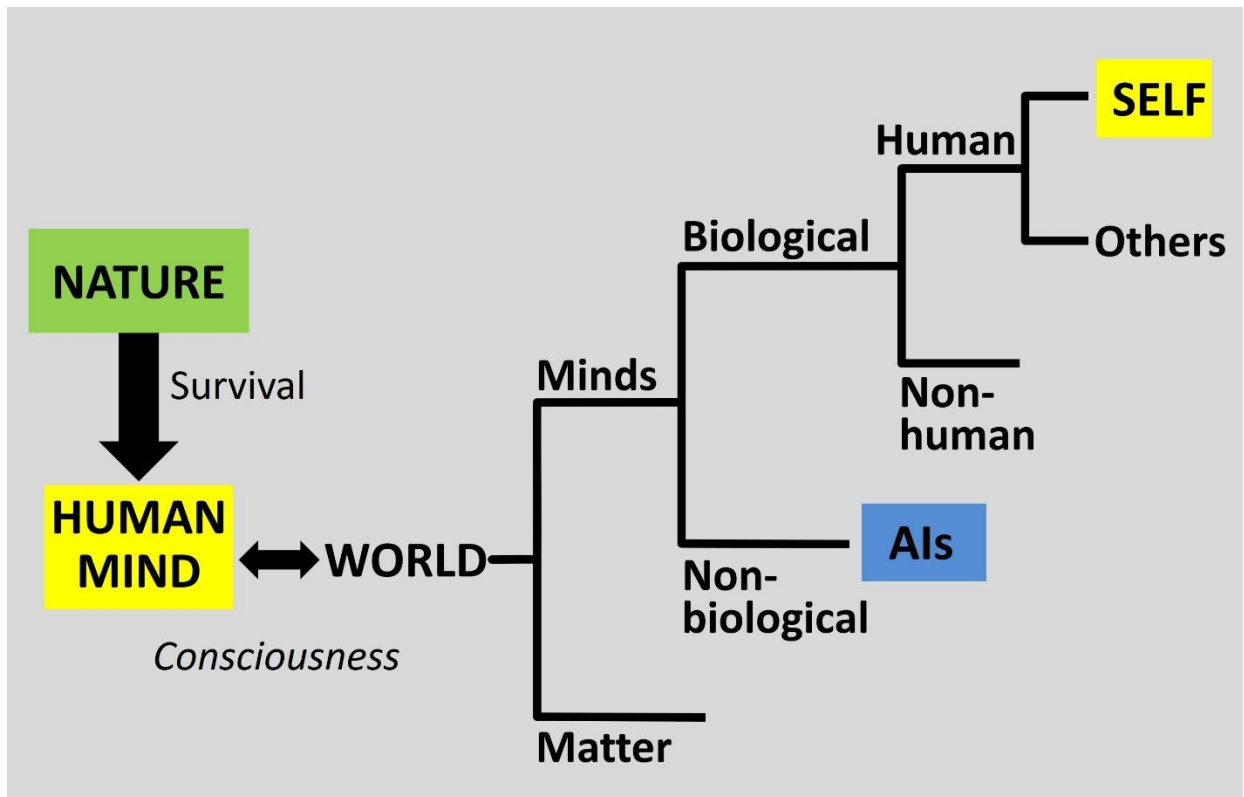 NATURE
Survival
HUMAN
MIND
Consciousness
WORLD
Minds
Matter
Biological
Non-
biological
AIs
Human
Non-
human
SELF
Others